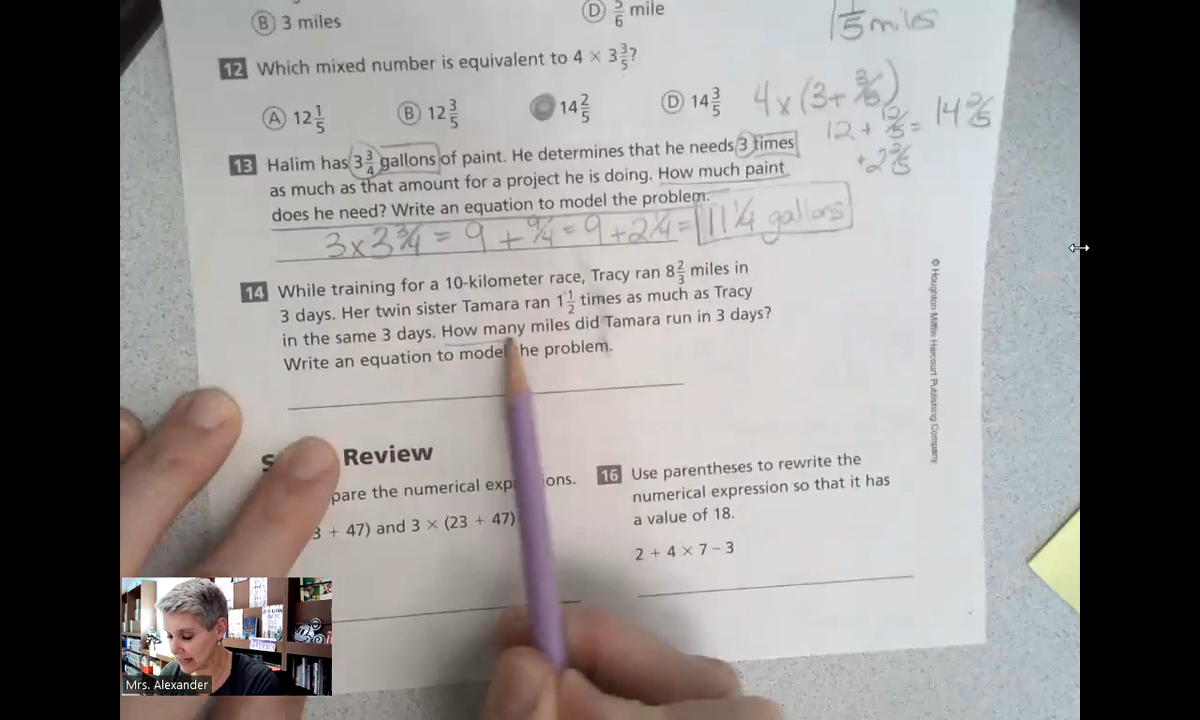 B 3 miles
D 5/6 mile
1 1/5 miles
12 Which mixed number is equivalent to 4 × 3 3/5?
A 12 1/5
B 12 3/5
14 2/5
D 14 3/5
4 x (3 + 3/5)
12 + 12/5 = 14 2/5
+ 2 2/5
13 Halim has 3 3/4 gallons of paint. He determines that he needs 3 times
as much as that amount for a project he is doing. How much paint
does he need? Write an equation to model the problem.
3 x 3 3/4 = 9 + 9/4 = 9 + 2 1/4 = 11 1/4 gallons
14 While training for a 10-kilometer race, Tracy ran 8 2/3 miles in
3 days. Her twin sister Tamara ran 1 1/2 times as much as Tracy
in the same 3 days. How many miles did Tamara run in 3 days?
Write an equation to model the problem.
Review
pare the numerical exp ions.
3 + 47) and 3 × (23 + 47)
16 Use parentheses to rewrite the
numerical expression so that it has
a value of 18.
2 + 4 × 7 − 3
© Houghton Mifflin Harcourt Publishing Company
Mrs. Alexander